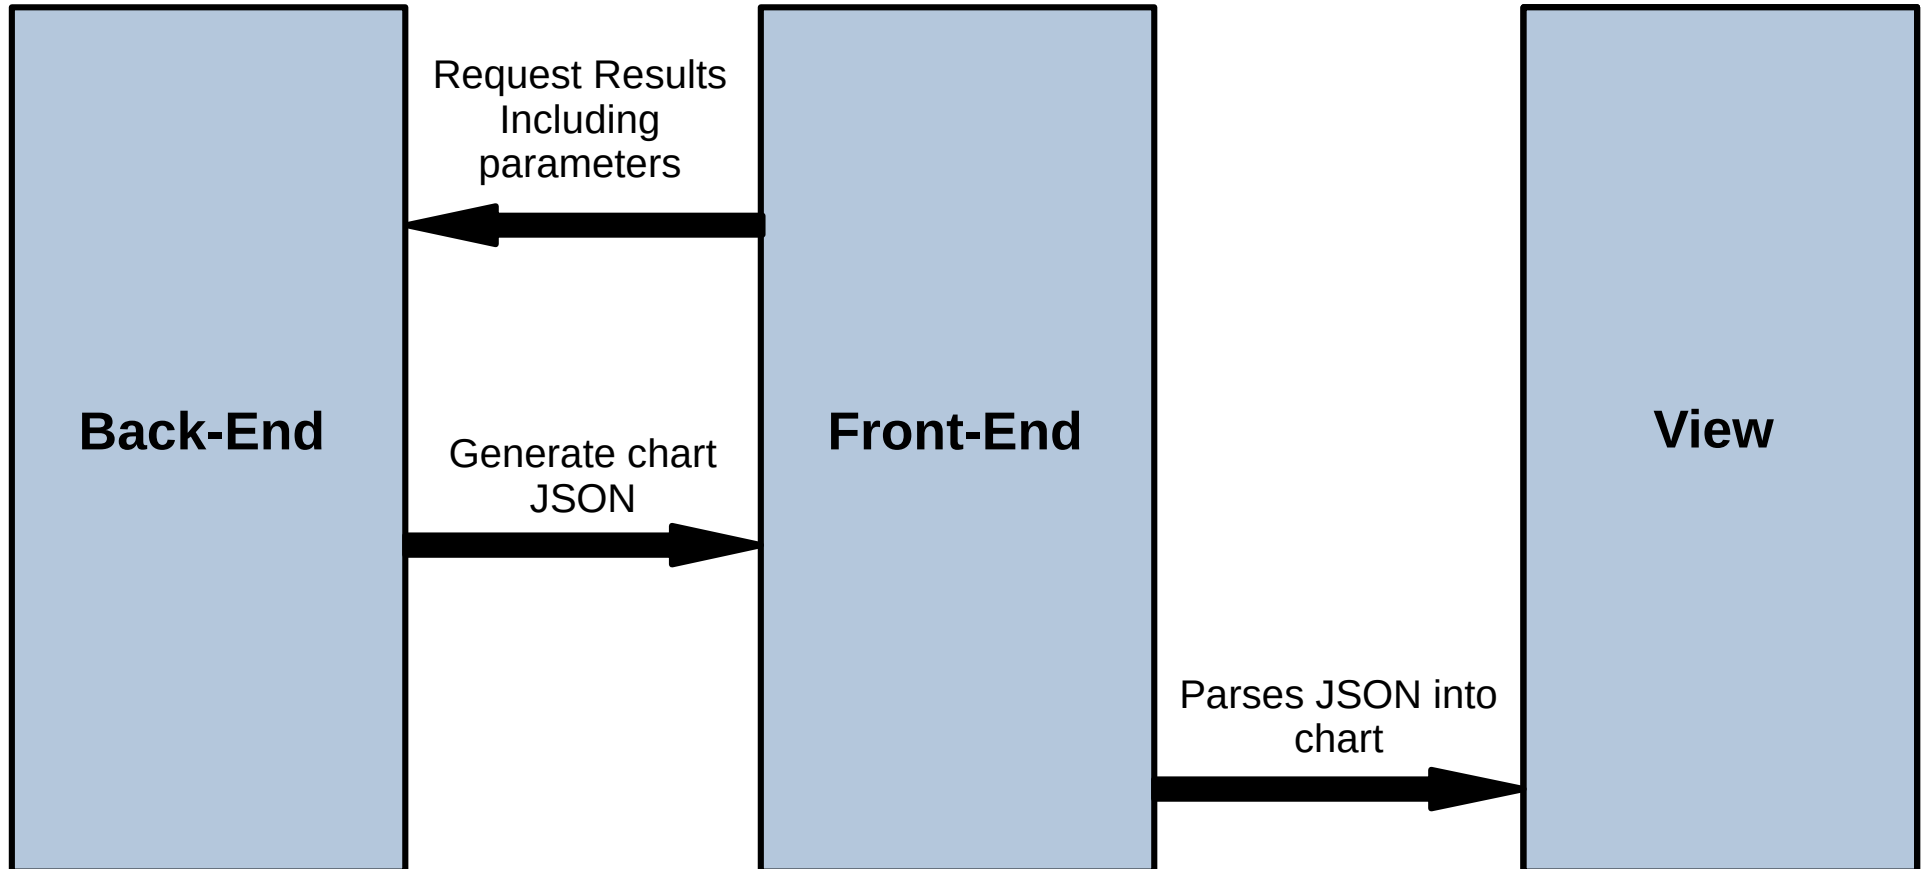 Request Results
Including
parameters
Back-End
Generate chart
JSON
Front-End
View
Parses JSON into
chart